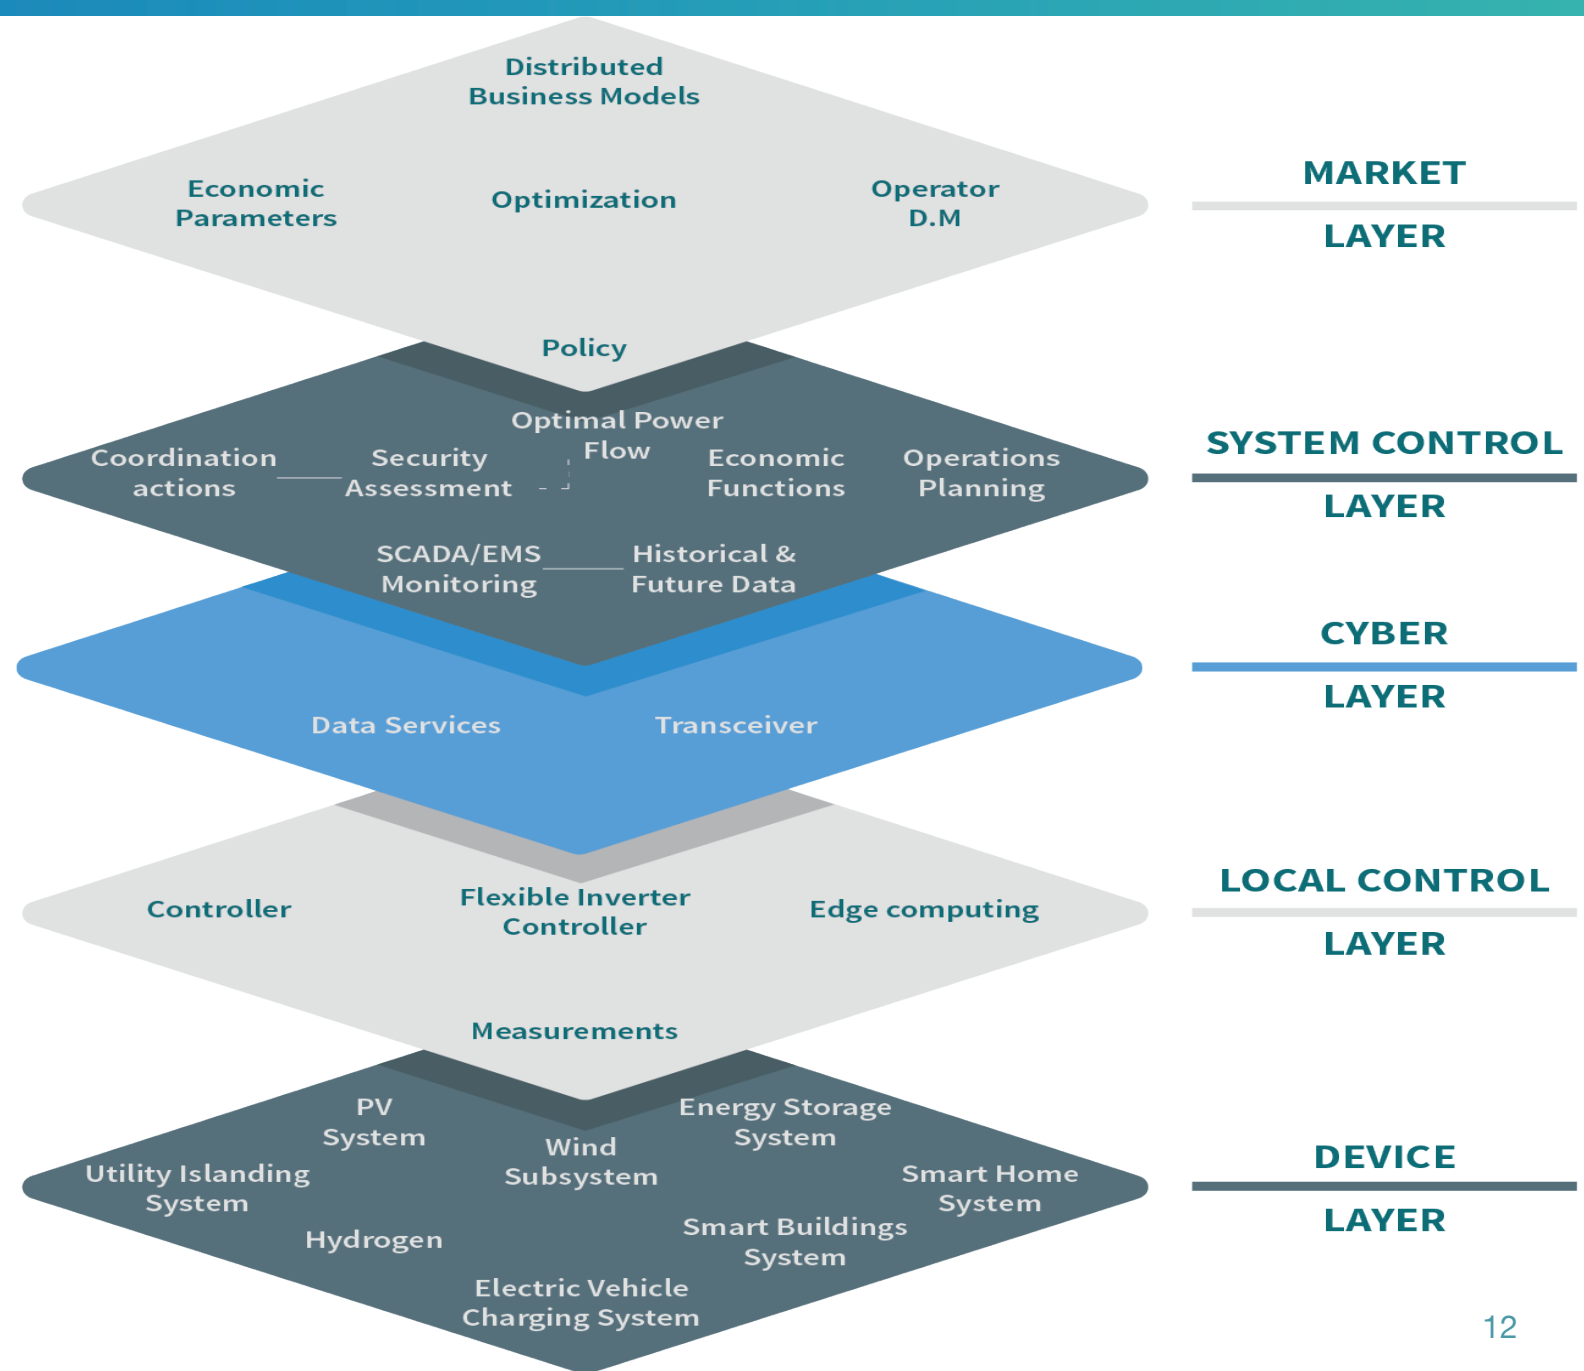 Distributed
Business Models
Economic
Parameters
Optimization
Operator
D.M
Policy
MARKET
LAYER
Optimal Power
Flow
Coordination
actions
Security
Assessment
Economic
Functions
Operations
Planning
SCADA/EMS
Monitoring
Historical &
Future Data
SYSTEM CONTROL
LAYER
Data Services
Transceiver
CYBER
LAYER
Controller
Flexible Inverter
Controller
Edge computing
Measurements
LOCAL CONTROL
LAYER
PV
System
Energy Storage
System
Wind
Subsystem
Utility Islanding
System
Smart Home
System
Hydrogen
Smart Buildings
System
Electric Vehicle
Charging System
DEVICE
LAYER
12